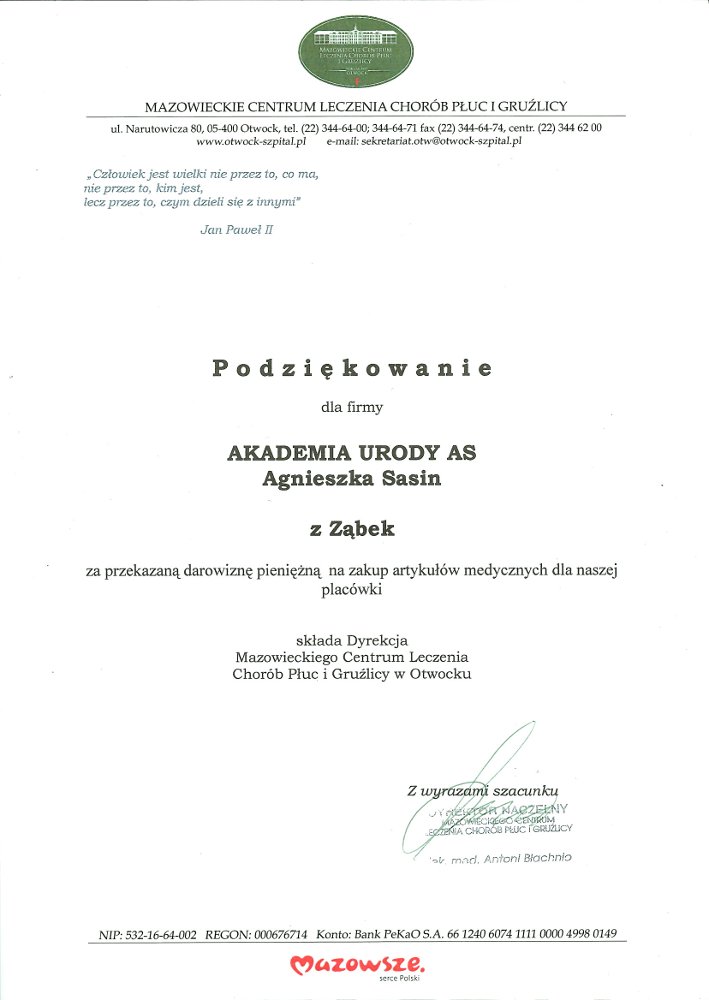 MAZOWIECKIE CENTRUM
LECZENIA CHORÓB PŁUC
I GRUŹLICY
OTWOCK
MAZOWIECKIE CENTRUM LECZENIA CHORÓB PŁUC I GRUŹLICY
ul. Narutowicza 80, 05-400 Otwock, tel. (22) 344-64-00; 344-64-71 fax (22) 344-64-74, centr. (22) 344 62 00
www.otwock-szpital.pl e-mail: sekretariat.otw@otwock-szpital.pl
„Człowiek jest wielki nie przez to, co ma,
nie przez to, kim jest,
lecz przez to, czym dzieli się z innymi"
Jan Paweł II
Podziękowanie
dla firmy
AKADEMIA URODY AS
Agnieszka Sasin
z Ząbek
za przekazaną darowiznę pieniężną na zakup artykułów medycznych dla naszej
placówki
składa Dyrekcja
Mazowieckiego Centrum Leczenia
Chorób Płuc i Gruźlicy w Otwocku
Z wyrazami szacunku
DYREKTOR NACZELNY
MAZOWIECKIEGO CENTRUM
LECZENIA CHORÓB PŁUC I GRUŹLICY
lek. med. Antoni Błachnio
NIP: 532-16-64-002 REGON: 000676714 Konto: Bank PeKaO S.A. 66 1240 6074 1111 0000 4998 0149
Mazowsze.
serce Polski